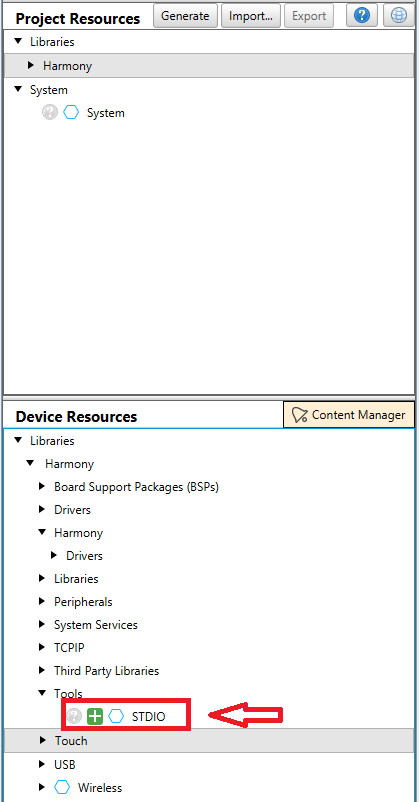 Project Resources Generate Import... Export ?
Libraries
Harmony
System
? System
Device Resources Content Manager
Libraries
Harmony
Board Support Packages (BSPs)
Drivers
Harmony
Drivers
Libraries
Peripherals
System Services
TCPIP
Third Party Libraries
Tools
? + STDIO
Touch
USB
Wireless